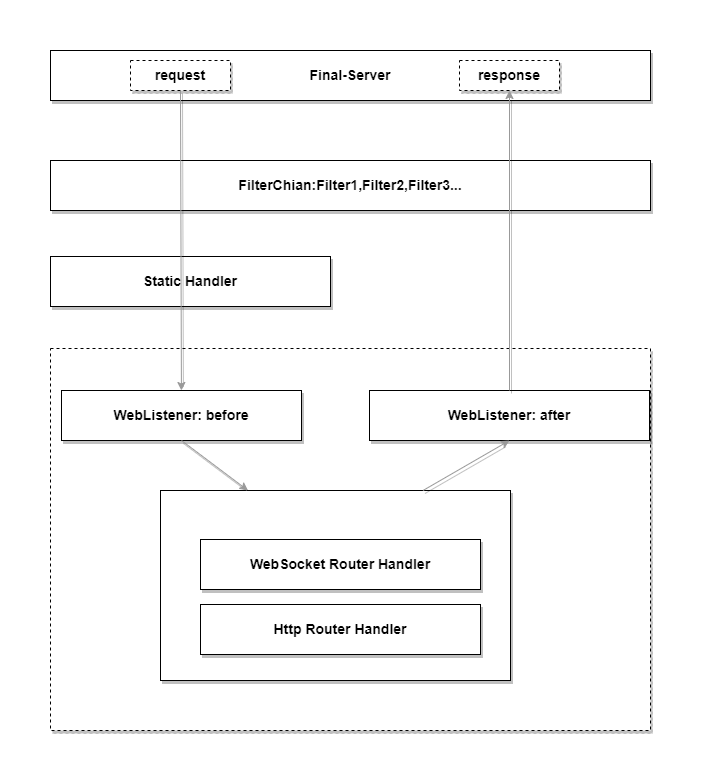 request Final-Server response
FilterChian:Filter1,Filter2,Filter3...
Static Handler
WebListener: before
WebListener: after
WebSocket Router Handler
Http Router Handler